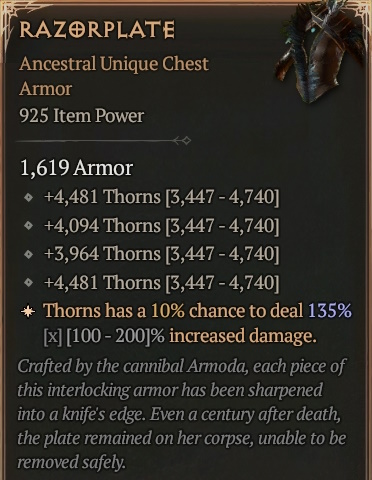 RAZORPLATE
Ancestral Unique Chest
Armor
925 Item Power
1,619 Armor
+4,481 Thorns [3,447 - 4,740]
+4,094 Thorns [3,447 - 4,740]
+3,964 Thorns [3,447 - 4,740]
+4,481 Thorns [3,447 - 4,740]
Thorns has a 10% chance to deal 135%
[x] [100 - 200]% increased damage.
Crafted by the cannibal Armoda, each piece of
this interlocking armor has been sharpened
into a knife's edge. Even a century after death,
the plate remained on her corpse, unable to be
removed safely.